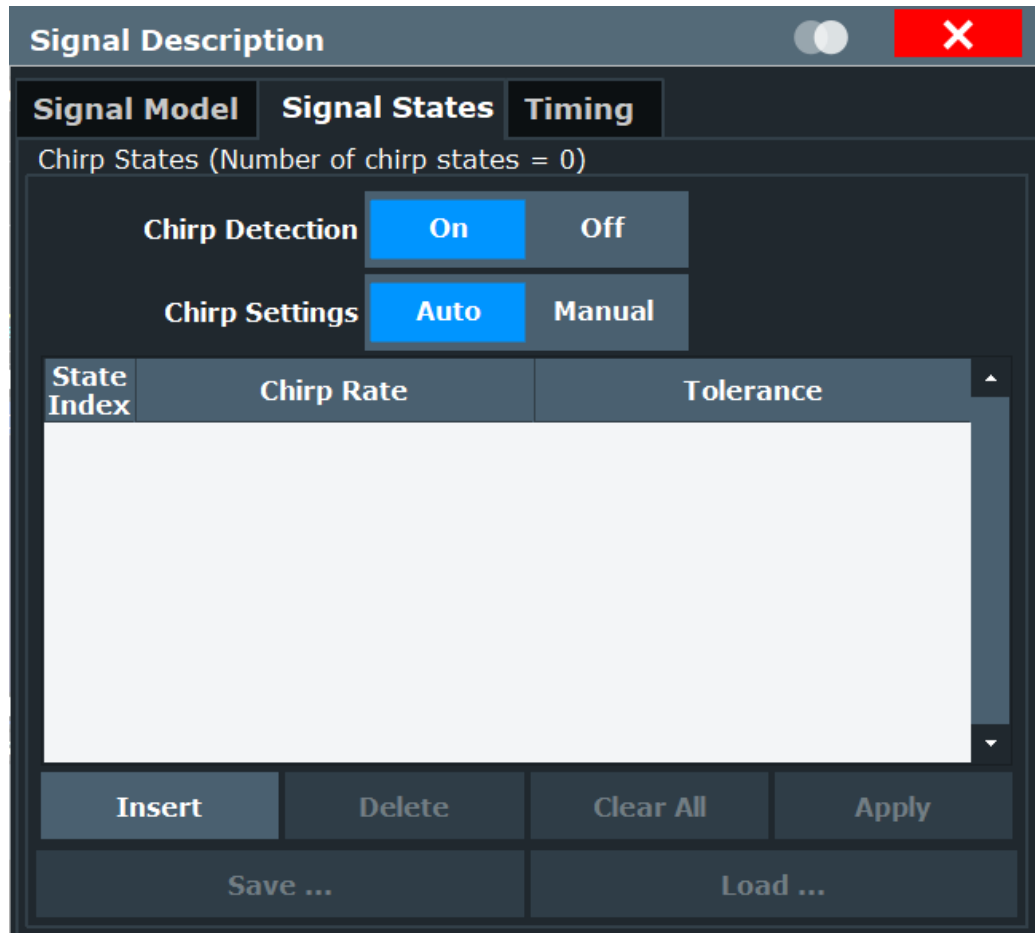 Signal Description
Signal Model Signal States Timing
Chirp States (Number of chirp states = 0)
Chirp Detection On Off
Chirp Settings Auto Manual
State Index Chirp Rate Tolerance
Insert Delete Clear All Apply
Save ... Load ...